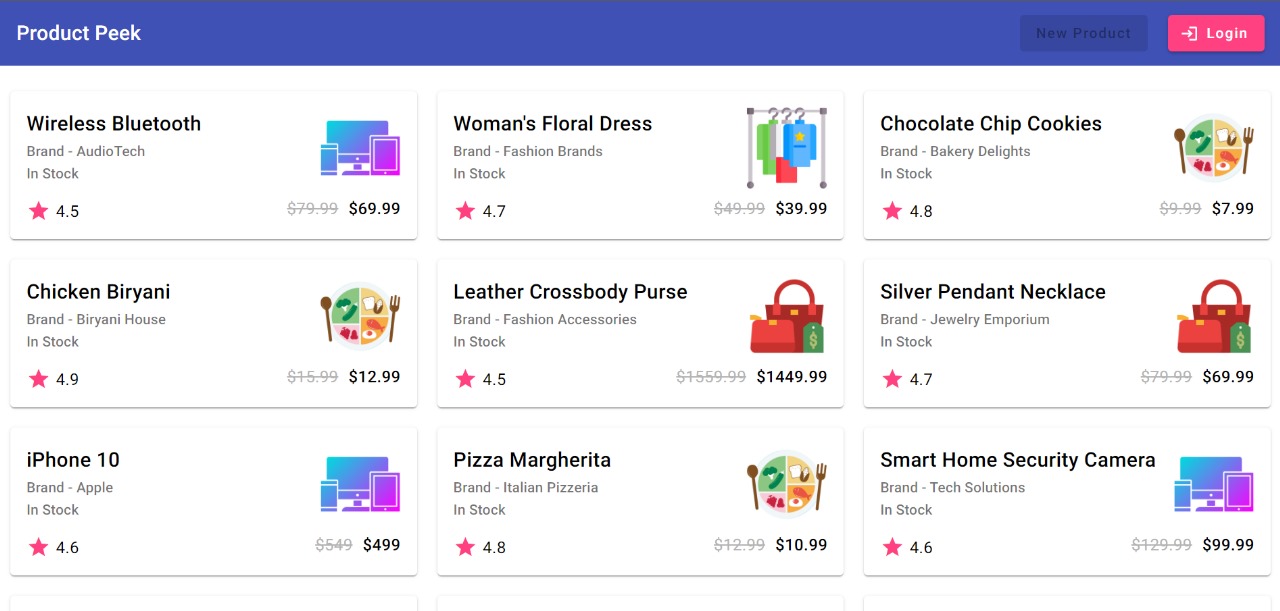 Product Peek
New Product
Login
Wireless Bluetooth
Brand - AudioTech
In Stock
4.5
$79.99 $69.99
Woman's Floral Dress
Brand - Fashion Brands
In Stock
4.7
$49.99 $39.99
Chocolate Chip Cookies
Brand - Bakery Delights
In Stock
4.8
$9.99 $7.99
Chicken Biryani
Brand - Biryani House
In Stock
4.9
$15.99 $12.99
Leather Crossbody Purse
Brand - Fashion Accessories
In Stock
4.5
$1559.99 $1449.99
Silver Pendant Necklace
Brand - Jewelry Emporium
In Stock
4.7
$79.99 $69.99
iPhone 10
Brand - Apple
In Stock
4.6
$549 $499
Pizza Margherita
Brand - Italian Pizzeria
In Stock
4.8
$12.99 $10.99
Smart Home Security Camera
Brand - Tech Solutions
In Stock
4.6
$129.99 $99.99